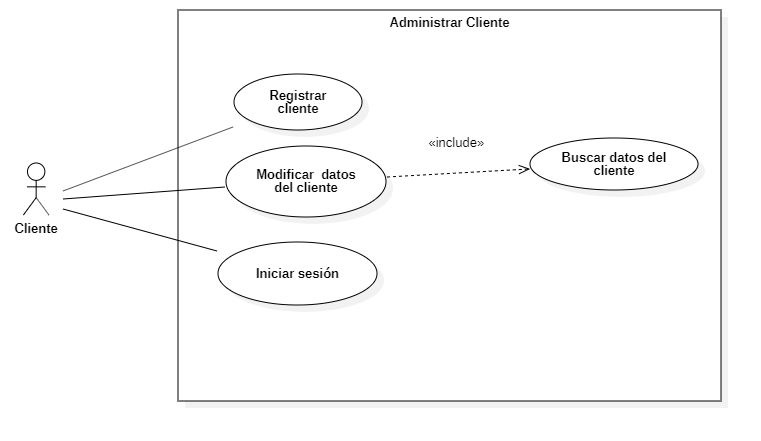 Administrar Cliente
Registrar
cliente
«include»
Buscar datos del
cliente
Modificar  datos
del cliente
Cliente
Iniciar sesión